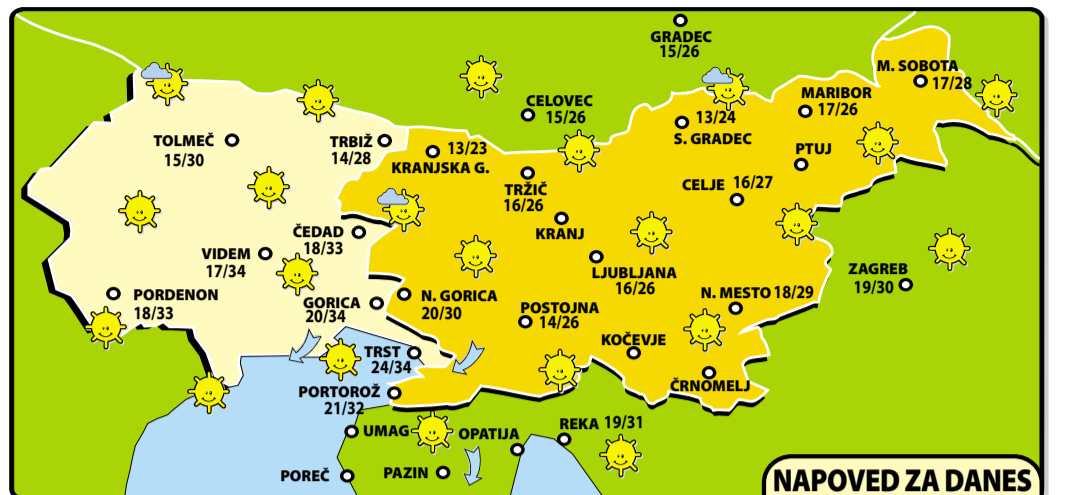 GRADEC
15/26
M. SOBOTA
17/28
MARIBOR
17/26
CELOVEC
15/26
13/24
S. GRADEC
TOLMEČ
15/30
TRBIŽ
14/28
13/23
KRANJSKA G.
PTUJ
TRŽIČ
16/26
CELJE 16/27
KRANJ
ČEDAD
18/33
VIDEM
17/34
LJUBLJANA
16/26
ZAGREB
19/30
PORDENON
18/33
GORICA
20/34
N. GORICA
20/30
POSTOJNA
14/26
N. MESTO 18/29
KOČEVJE
TRST
24/34
ČRNOMELJ
PORTOROŽ
21/32
UMAG
OPATIJA
REKA 19/31
POREČ
PAZIN
NAPOVED ZA DANES